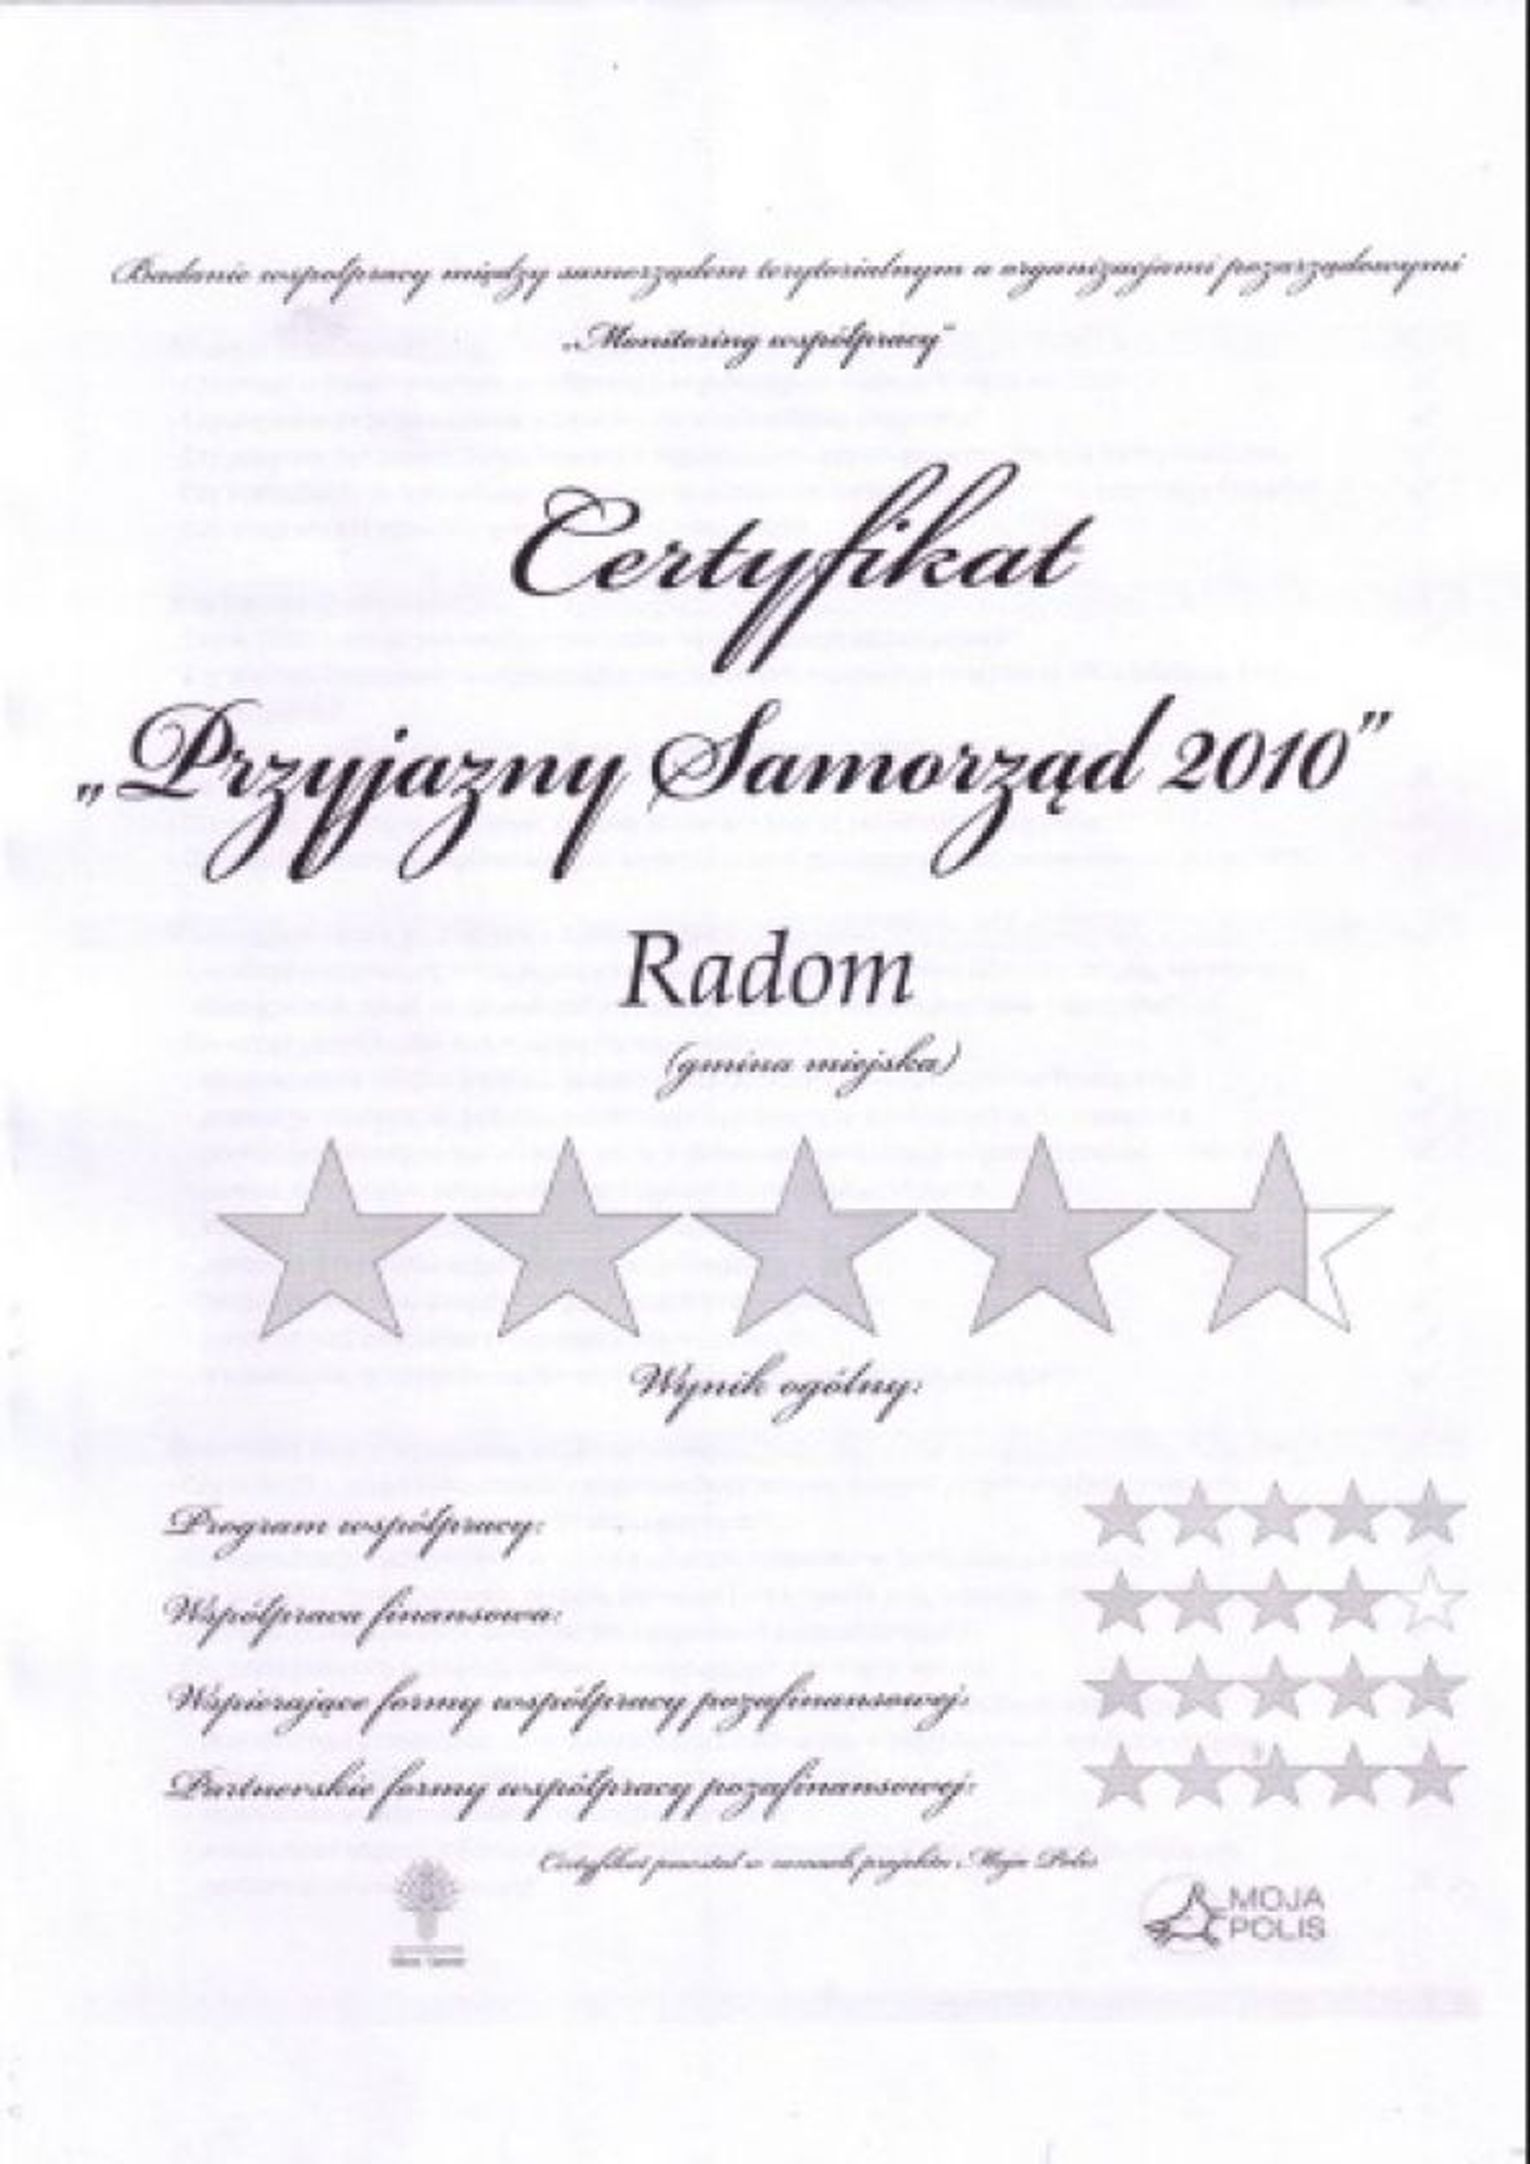 Badanie współpracy między samorządem terytorialnym a organizacjami pozarządowymi
„Monitoring współpracy"
Certyfikat
„Przyjazny Samorząd 2010”
Radom
(gmina miejska)
Wynik ogólny:
Program współpracy:
Współpraca finansowa:
Wspierające formy współpracy pozafinansowej:
Partnerskie formy współpracy pozafinansowej:
Certyfikat powstał w ramach projektu Moja Polis
MOJA
POLIS